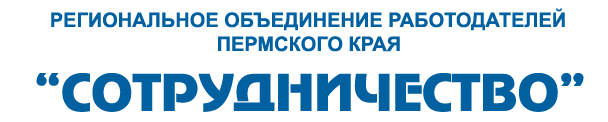 РЕГИОНАЛЬНОЕ ОБЪЕДИНЕНИЕ РАБОТОДАТЕЛЕЙ
ПЕРМСКОГО КРАЯ
“СОТРУДНИЧЕСТВО”